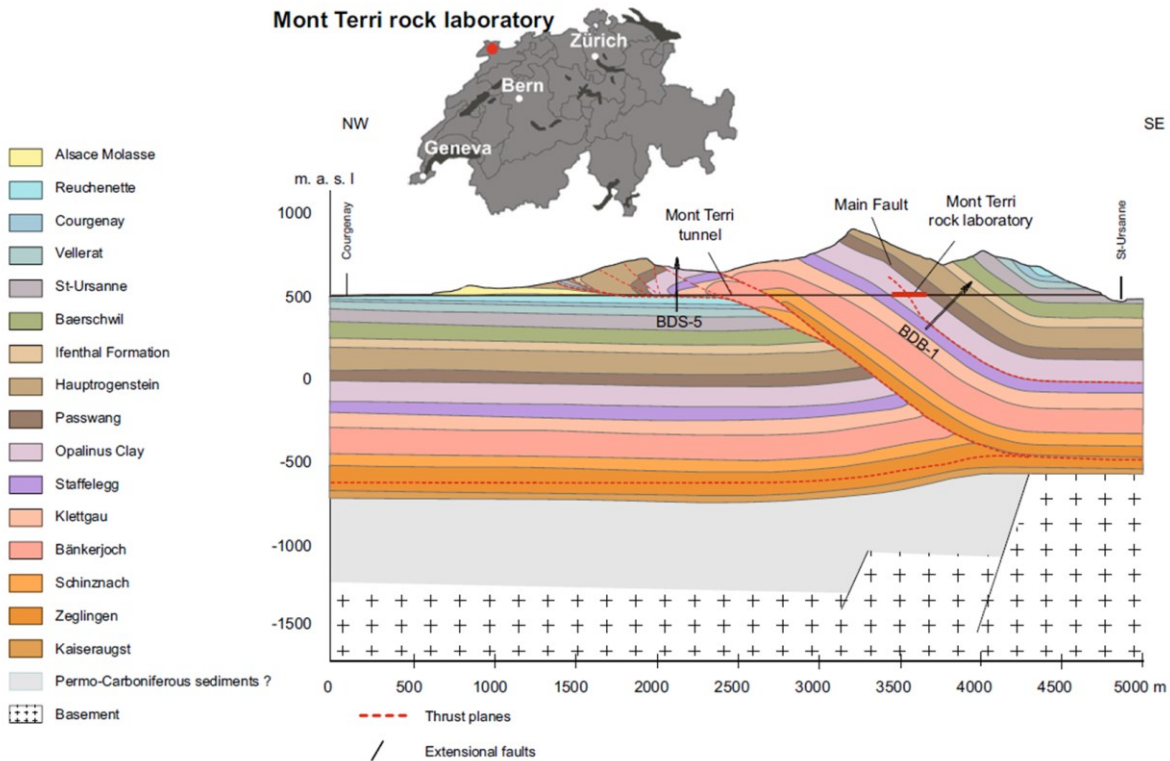 Mont Terri rock laboratory
Zürich
Bern
Geneva
NW
SE
Alsace Molasse
Reuchenette
Courgenay
Vellerat
St-Ursanne
Baerschwil
Ifenthal Formation
Hauptrogenstein
Passwang
Opalinus Clay
Staffelegg
Klettgau
Bänkerjoch
Schinznach
Zeglingen
Kaiseraugst
Permo-Carboniferous sediments ?
Basement
m. a. s. l
1000
500
0
-500
-1000
-1500
Courgenay
Mont Terri
tunnel
Main Fault
Mont Terri
rock laboratory
St-Ursanne
BDS-5
BDB-1
0
500
1000
1500
2000
2500
3000
3500
4000
4500
5000 m
Thrust planes
Extensional faults